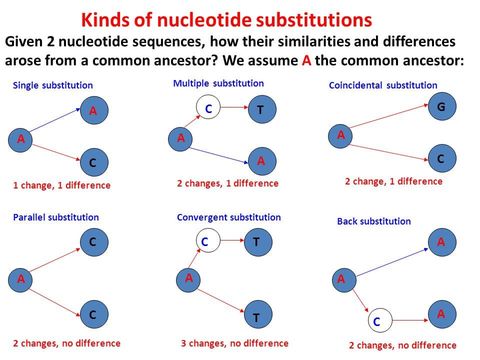 Kinds of nucleotide substitutions
Given 2 nucleotide sequences, how their similarities and differences
arose from a common ancestor? We assume A the common ancestor:
Single substitution
A
A
C
1 change, 1 difference
Multiple substitution
C
T
A
A
2 changes, 1 difference
Coincidental substitution
G
A
C
2 change, 1 difference
Parallel substitution
C
A
C
2 changes, no difference
Convergent substitution
C
T
A
T
3 changes, no difference
Back substitution
A
A
C
A
2 changes, no difference